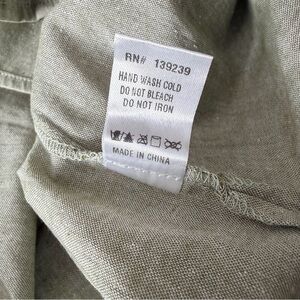 RN# 139239
HAND WASH COLD
DO NOT BLEACH
DO NOT IRON
MADE IN CHINA